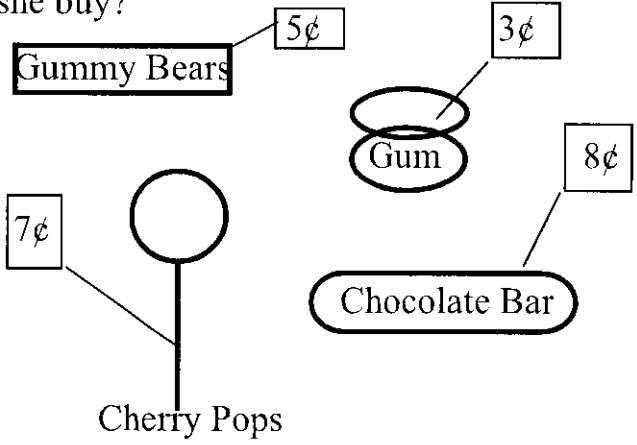 she buy?
5¢
Gummy Bears
3¢
Gum
8¢
7¢
Chocolate Bar
Cherry Pops